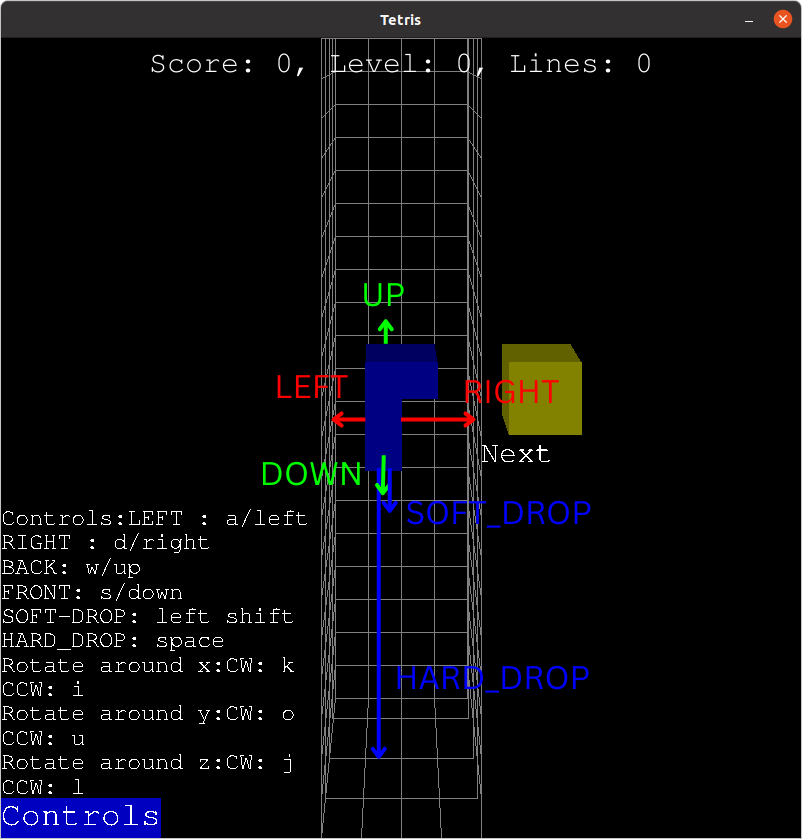 Tetris
Score: 0, Level: 0, Lines: 0
UP
LEFT
RIGHT
Next
DOWN
SOFT_DROP
Controls:LEFT : a/left
RIGHT : d/right
BACK: w/up
FRONT: s/down
SOFT-DROP: left shift
HARD_DROP: space
Rotate around x:CW: k
CCW: i
HARD_DROP
Rotate around y:CW: o
CCW: u
Rotate around z:CW: j
CCW: l
Controls